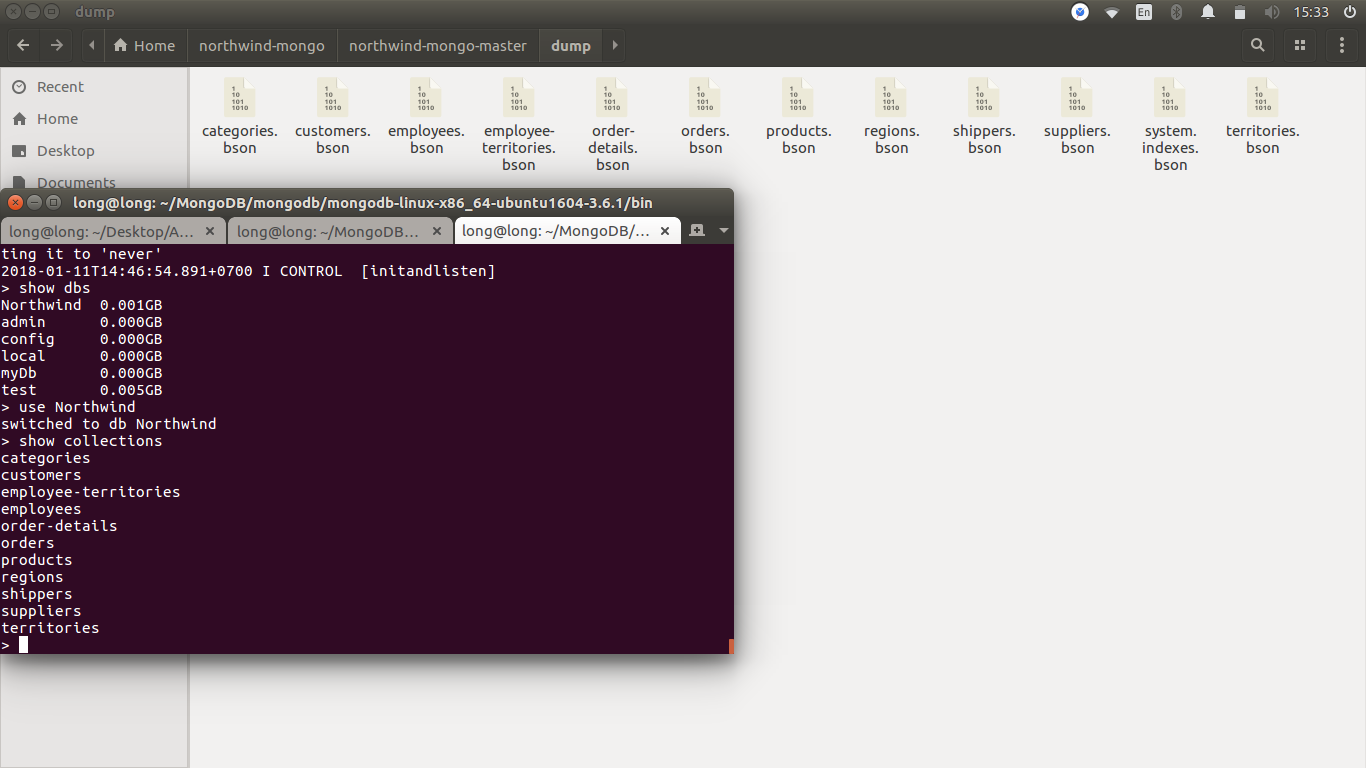 dump
En
15:33
Home
northwind-mongo
northwind-mongo-master
dump
Recent
Home
Desktop
Documents
categories.
bson
customers.
bson
employees.
bson
employee-
territories.
bson
order-
details.
bson
orders.
bson
products.
bson
regions.
bson
shippers.
bson
suppliers.
bson
system.
indexes.
bson
territories.
bson
long@long: ~/MongoDB/mongodb/mongodb-linux-x86_64-ubuntu1604-3.6.1/bin
long@long: ~/Desktop/A...
long@long: ~/MongoDB...
long@long: ~/MongoDB/...
ting it to 'never'
2018-01-11T14:46:54.891+0700 I CONTROL  [initandlisten]
> show dbs
Northwind  0.001GB
admin      0.000GB
config     0.000GB
local      0.000GB
myDb       0.000GB
test       0.005GB
> use Northwind
switched to db Northwind
> show collections
categories
customers
employee-territories
employees
order-details
orders
products
regions
shippers
suppliers
territories
>